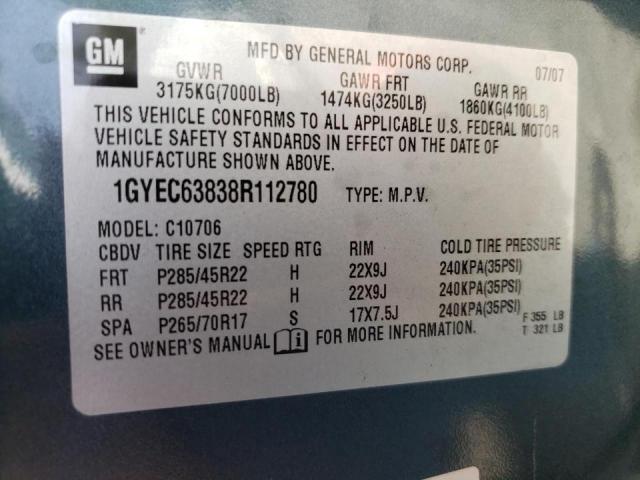 GM
MFD BY GENERAL MOTORS CORP. 07/07
GVWR GAWR FRT GAWR RR
3175KG(7000LB) 1474KG(3250LB) 1860KG(4100LB)
THIS VEHICLE CONFORMS TO ALL APPLICABLE U.S. FEDERAL MOTOR
VEHICLE SAFETY STANDARDS IN EFFECT ON THE DATE OF
MANUFACTURE SHOWN ABOVE.
1GYEC63838R112780 TYPE: M.P.V.
MODEL: C10706
CBDV TIRE SIZE SPEED RTG RIM COLD TIRE PRESSURE
FRT P285/45R22 H 22X9J 240KPA(35PSI)
RR P285/45R22 H 22X9J 240KPA(35PSI)
SPA P265/70R17 S 17X7.5J 240KPA(35PSI) F 355 LB
T 321 LB
SEE OWNER'S MANUAL i FOR MORE INFORMATION.